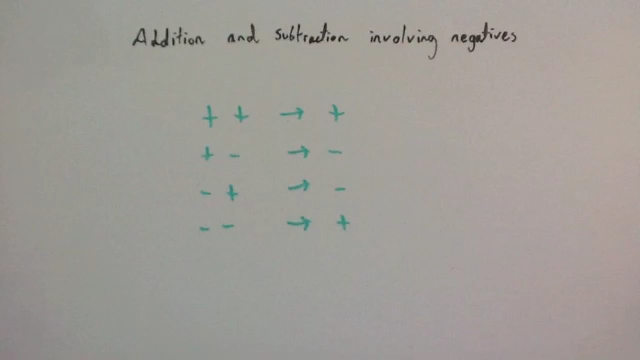 Addition and subtraction involving negatives
+ + → +
+ - → -
- + → -
- - → +